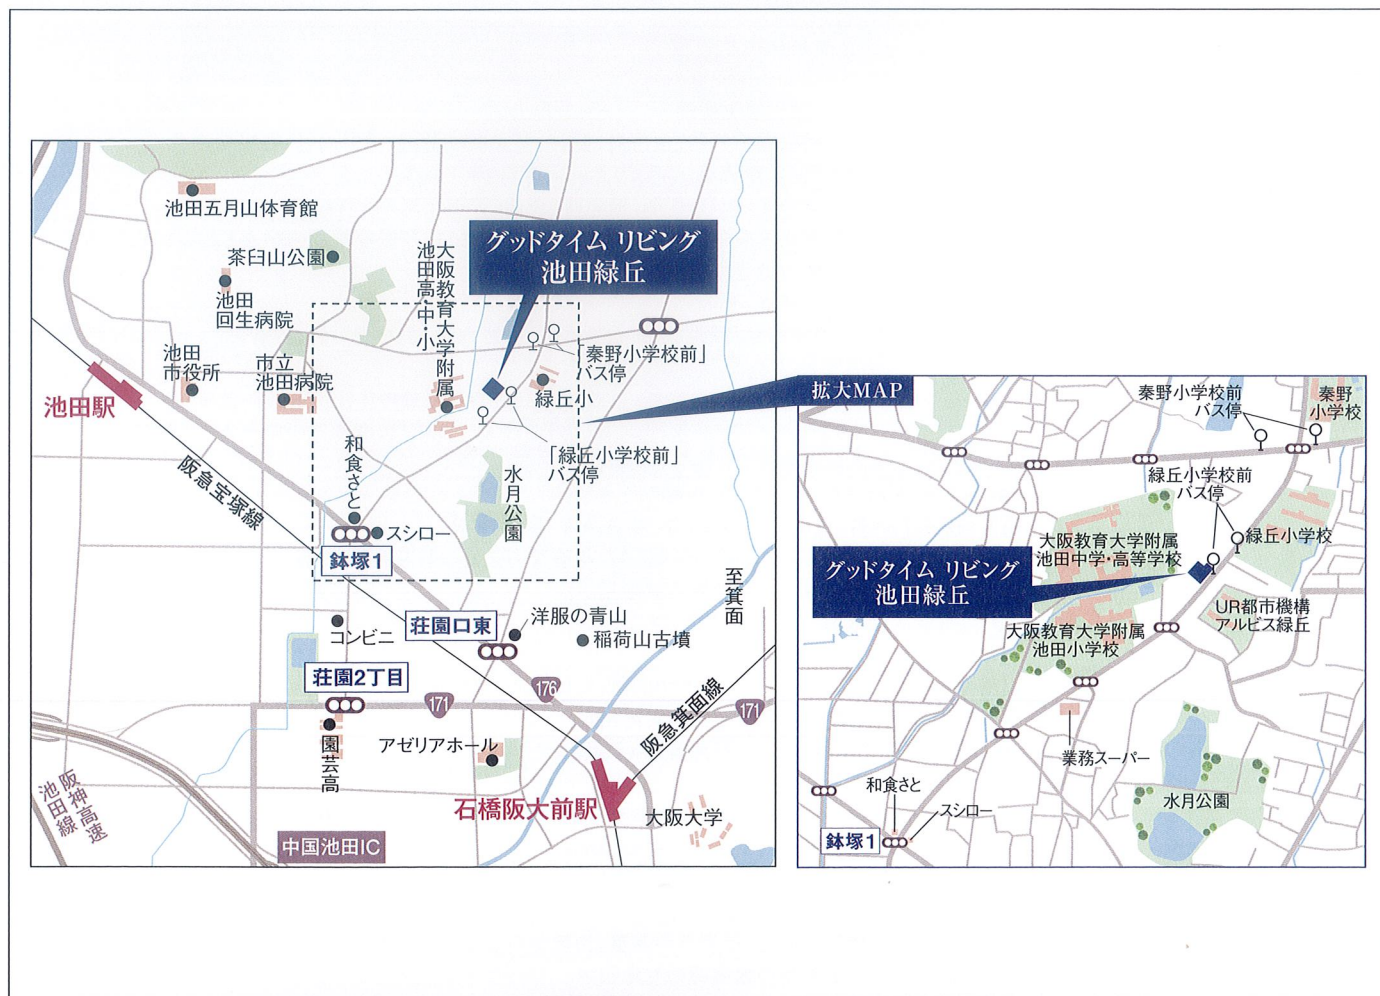 池田五月山体育館
茶臼山公園
池田
回生病院
池田
市役所
市立
池田病院
池田駅
大阪教育大学附属
池田高・中・小
グッドタイム リビング
池田緑丘
「秦野小学校前」
バス停
緑丘小
「緑丘小学校前」
バス停
和食さと
スシロー
鉢塚1
水月公園
阪急宝塚線
至箕面
コンビニ
荘園口東
洋服の青山
稲荷山古墳
荘園2丁目
171
176
171
阪急箕面線
園芸高
アゼリアホール
石橋阪大前駅
大阪大学
阪神高速
池田線
中国池田IC
拡大MAP
秦野小学校前
バス停
秦野
小学校
緑丘小学校前
バス停
緑丘小学校
大阪教育大学附属
池田中学・高等学校
グッドタイム リビング
池田緑丘
UR都市機構
アルビス緑丘
大阪教育大学附属
池田小学校
業務スーパー
和食さと
スシロー
水月公園
鉢塚1